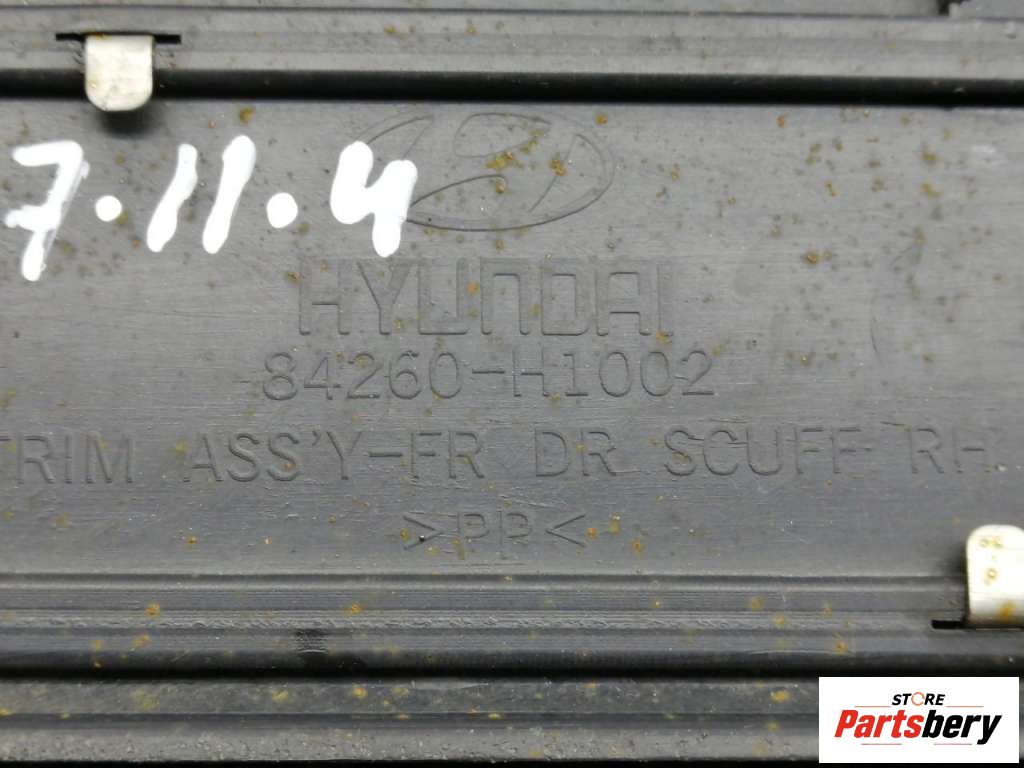 7.11.4
HYUNDAI
84260-H1002
TRIM ASS'Y-FR DR SCUFF RH.
>PP<
STORE
Partsbery